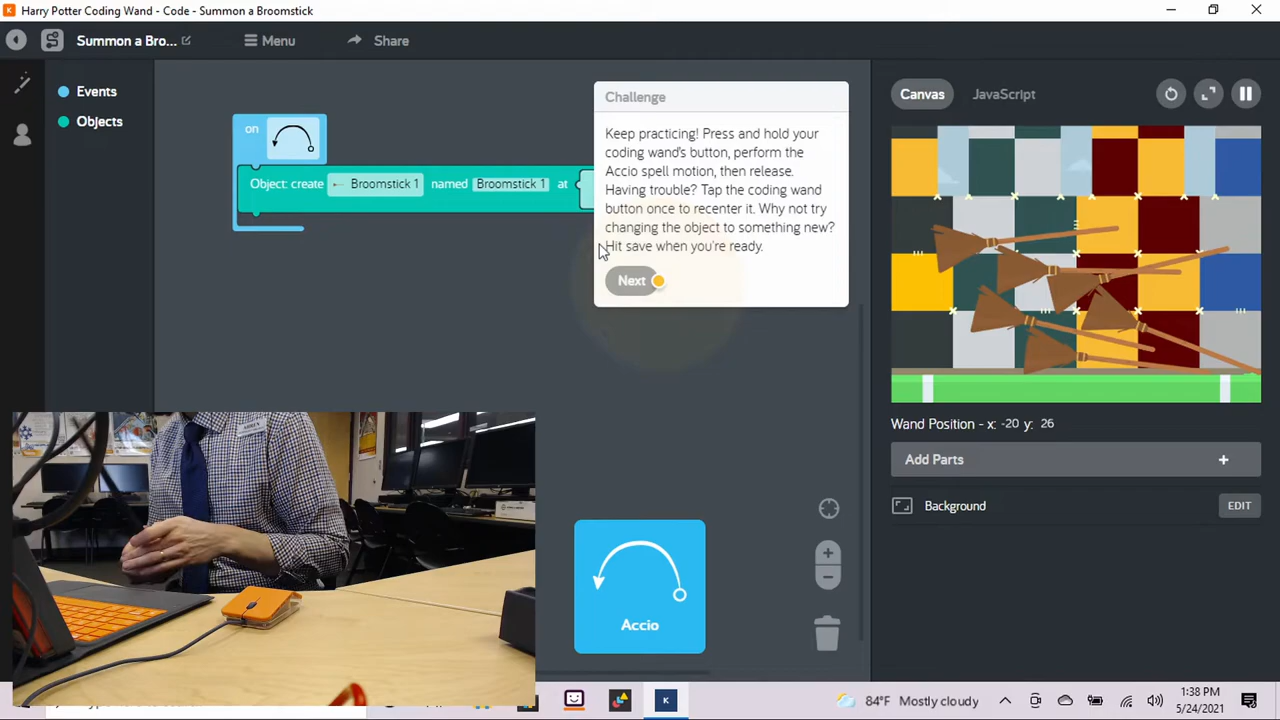 Harry Potter Coding Wand - Code - Summon a Broomstick
Summon a Bro...
Menu
Share
Events
Objects
on
Object: create Broomstick 1 named Broomstick 1 at
Challenge
Keep practicing! Press and hold your
coding wand's button, perform the
Accio spell motion, then release.
Having trouble? Tap the coding wand
button once to recenter it. Why not try
changing the object to something new?
Hit save when you're ready.
Next
Canvas
JavaScript
Wand Position - x: -20 y: 26
Add Parts +
Background
EDIT
Accio
84°F Mostly cloudy
1:38 PM
5/24/2021